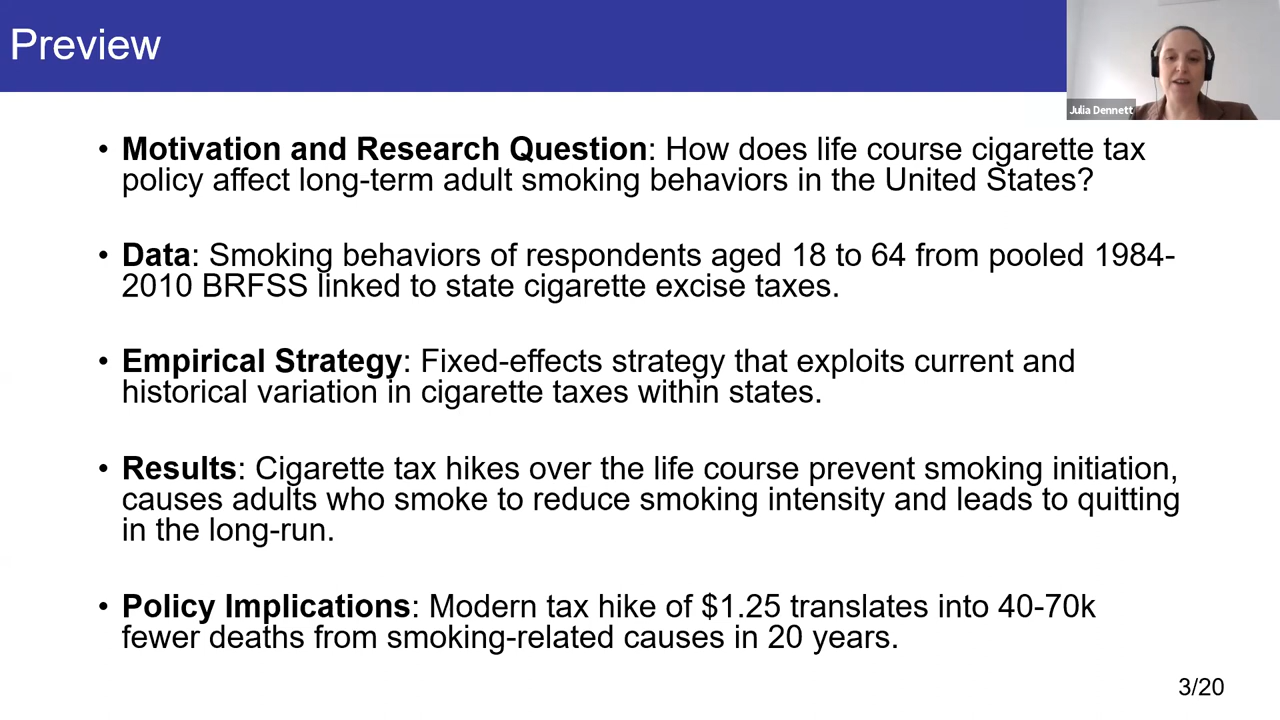 Preview
Julia Dennett
• Motivation and Research Question: How does life course cigarette tax
policy affect long-term adult smoking behaviors in the United States?
• Data: Smoking behaviors of respondents aged 18 to 64 from pooled 1984-
2010 BRFSS linked to state cigarette excise taxes.
• Empirical Strategy: Fixed-effects strategy that exploits current and
historical variation in cigarette taxes within states.
• Results: Cigarette tax hikes over the life course prevent smoking initiation,
causes adults who smoke to reduce smoking intensity and leads to quitting
in the long-run.
• Policy Implications: Modern tax hike of $1.25 translates into 40-70k
fewer deaths from smoking-related causes in 20 years.
3/20